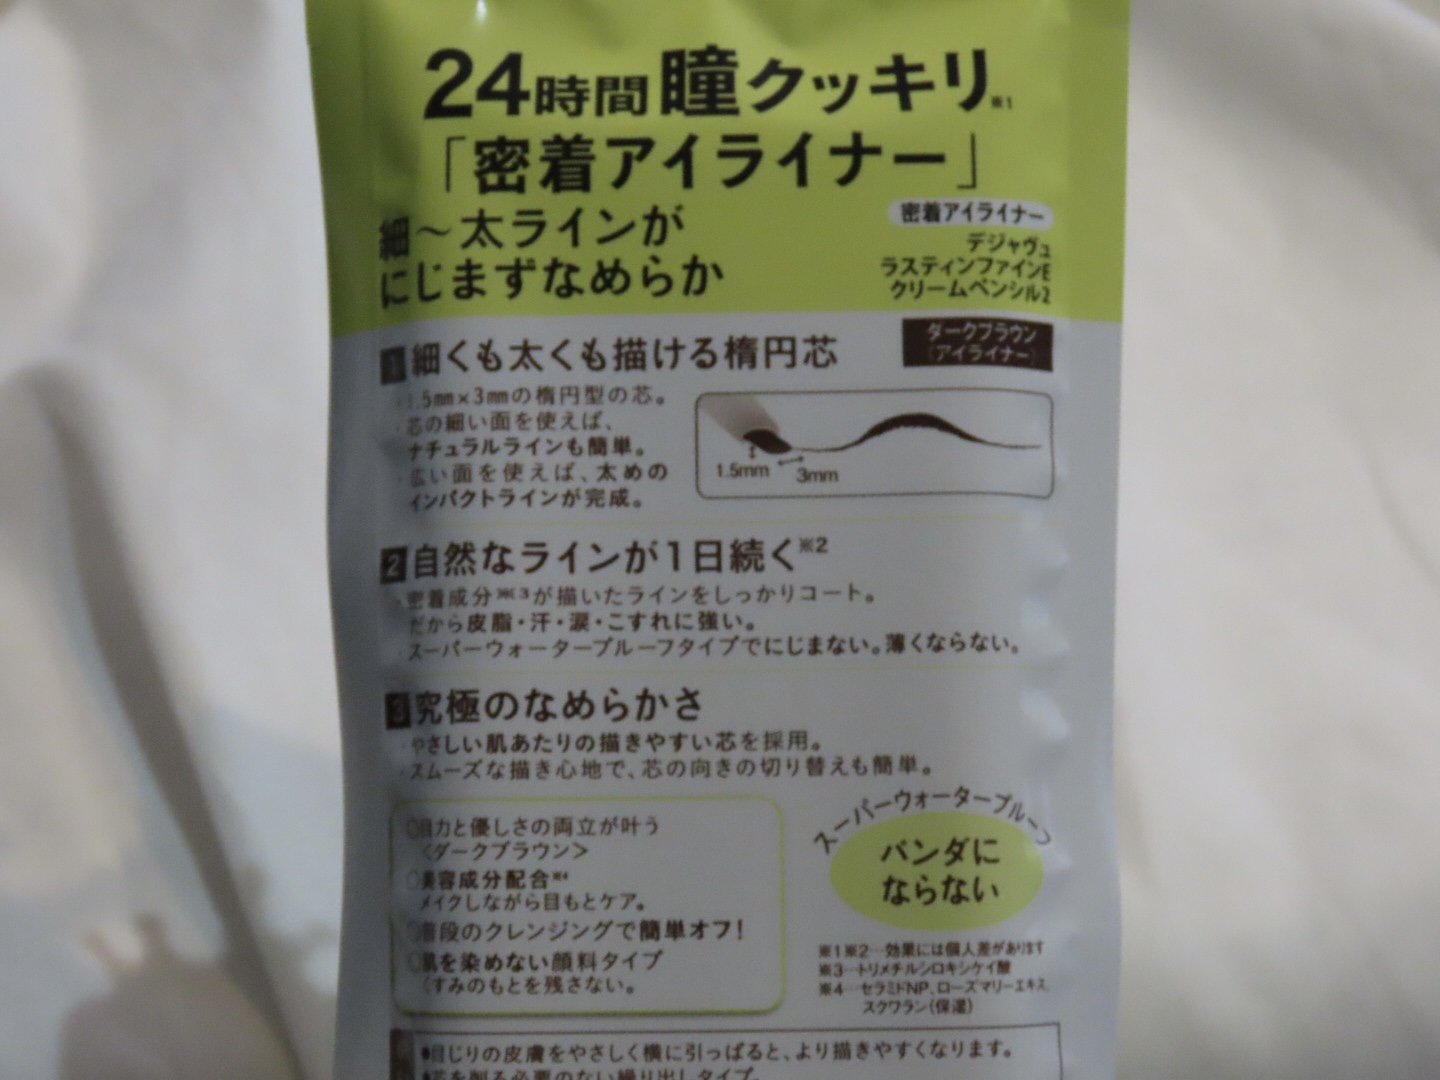 24時間 瞳クッキリ※1
「密着アイライナー」
細～太ラインが
にじまずなめらか
密着アイライナー
デジャヴュ
ラスティンファインE
クリームペンシル2
ダークブラウン
［アイライナー］
1 細くも太くも描ける楕円芯
・1.5mm×3mmの楕円型の芯。
・芯の細い面を使えば、
ナチュラルラインも簡単。
・広い面を使えば、太めの
インパクトラインが完成。
1.5mm
3mm
2 自然なラインが1日続く※2
・密着成分※3が描いたラインをしっかりコート。
だから皮脂・汗・涙・こすれに強い。
・スーパーウォータープルーフタイプでにじまない。薄くならない。
3 究極のなめらかさ
・やさしい肌あたりの描きやすい芯を採用。
・スムーズな描き心地で、芯の向きの切り替えも簡単。
○目力と優しさの両立が叶う
〈ダークブラウン〉
○美容成分配合※4
メイクしながら目もとケア。
○普段のクレンジングで簡単オフ！
○肌を染めない顔料タイプ
くすみのもとを残さない。
スーパーウォータープルーフ
パンダに
ならない
※1※2…効果には個人差があります
※3…トリメチルシロキシケイ酸
※4…セラミドNP、ローズマリーエキス、
スクワラン（保湿）
●目じりの皮膚をやさしく横に引っぱると、より描きやすくなります。
●芯を削る必要のない繰り出しタイプ。